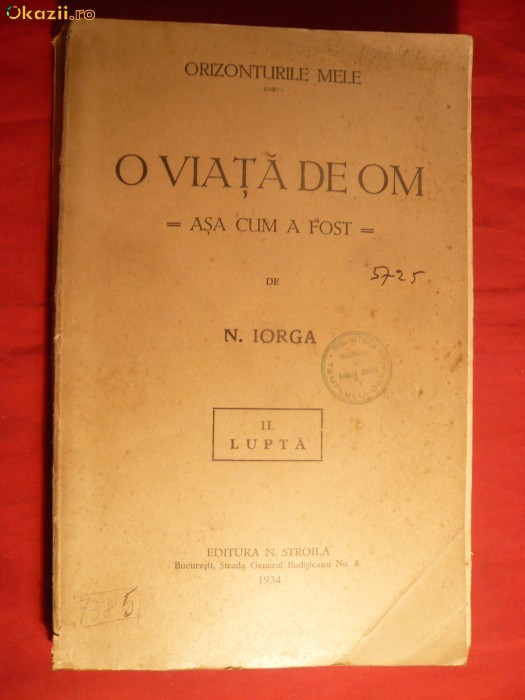 Okazii.ro
ORIZONTURILE MELE
O VIAȚĂ DE OM
= AȘA CUM A FOST =
DE
5725
N. IORGA
II.
LUPTĂ
EDITURA N. STROILĂ
București, Strada General Budișteanu No 8.
1934